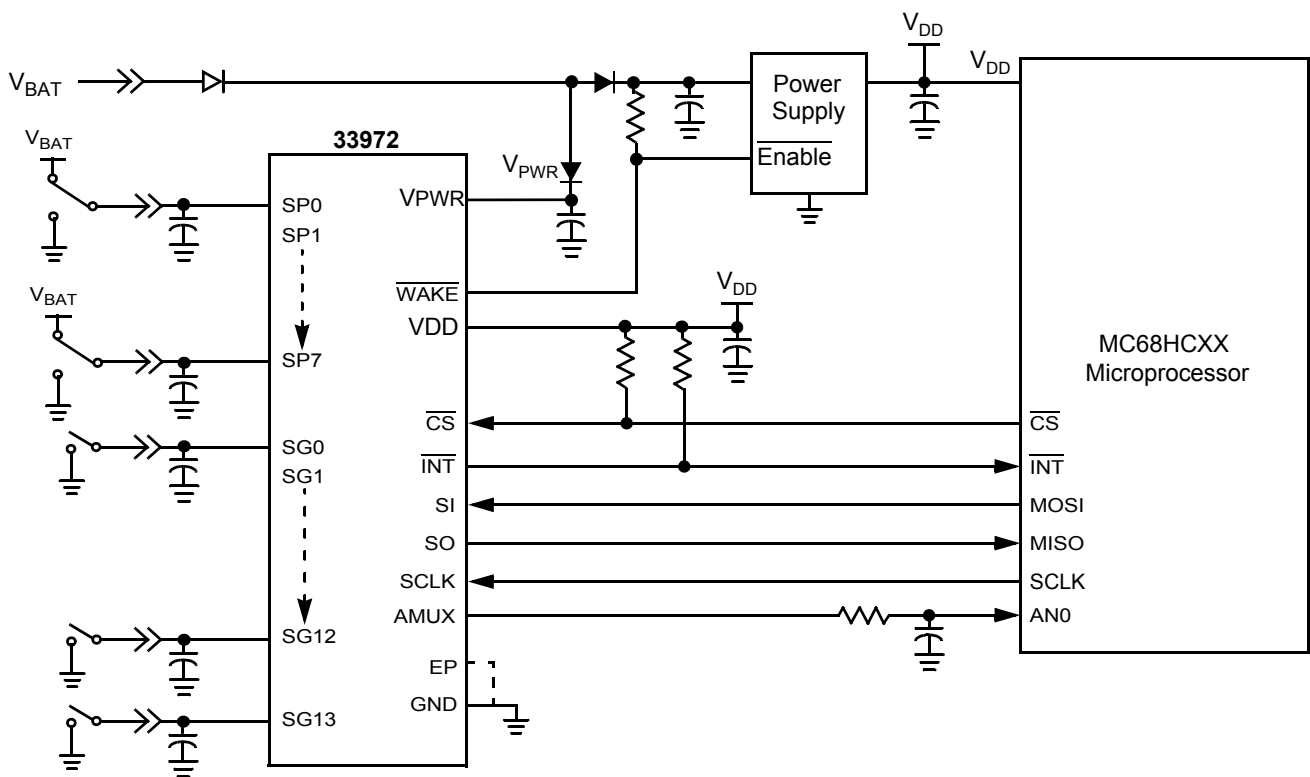 V_DD
V_BAT
V_DD
Power
Supply
Enable
33972
V_BAT
V_PWR
VPWR
SP0
SP1
WAKE
V_DD
V_BAT
VDD
SP7
MC68HCXX
Microprocessor
CS
CS
SG0
INT
INT
SG1
SI
MOSI
SO
MISO
SCLK
SCLK
AMUX
AN0
SG12
EP
GND
SG13